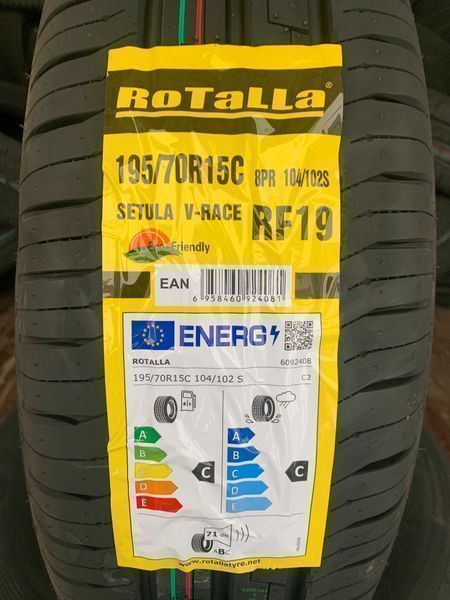 RoTaLLa®
195/70R15C 8PR 104/102S
SETULA V-RACE RF19
Eco Friendly
EAN
6 958460 924081
ENERG
ROTALLA 6092408
195/70R15C 104/102 S C2
A A
B B
C C C C
D D
E E
71 dB
ABC
www.rotallatyre.net